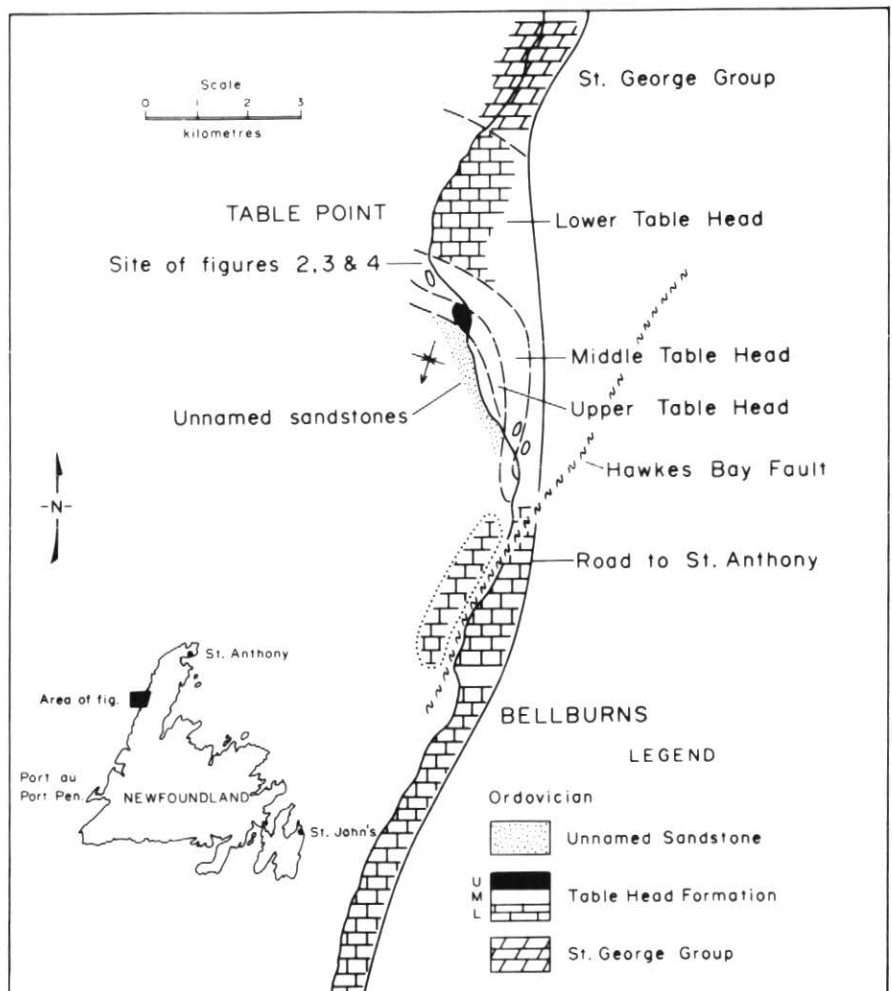 St. George Group
Scale
0 1 2 3
kilometres
TABLE POINT
Lower Table Head
Site of figures 2,3 & 4
Middle Table Head
Unnamed sandstones
Upper Table Head
Hawkes Bay Fault
-N-
Road to St. Anthony
St. Anthony
Area of fig.
BELLBURNS
LEGEND
Port au
Port Pen.
NEWFOUNDLAND
St. John's
Ordovician
Unnamed Sandstone
U
M
L
Table Head Formation
St. George Group